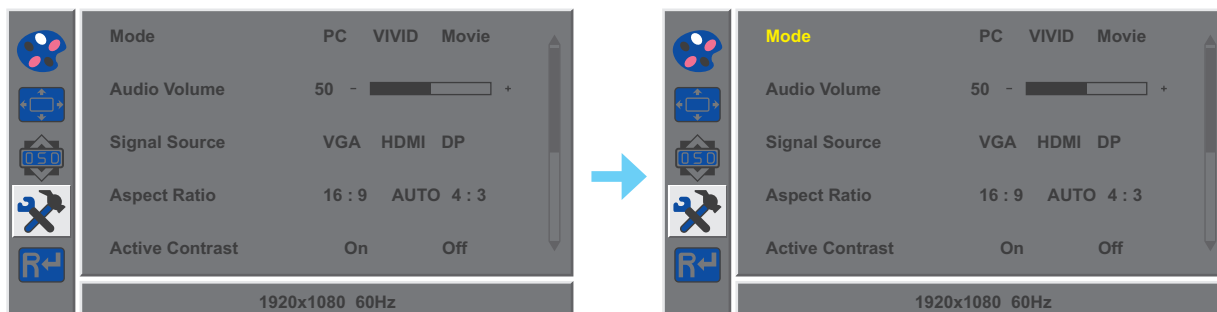 Mode PC VIVID Movie
Audio Volume 50 - +
Signal Source VGA HDMI DP
OSD
Aspect Ratio 16 : 9 AUTO 4 : 3
Active Contrast On Off
R
1920x1080 60Hz
Mode PC VIVID Movie
Audio Volume 50 - +
Signal Source VGA HDMI DP
OSD
Aspect Ratio 16 : 9 AUTO 4 : 3
Active Contrast On Off
R
1920x1080 60Hz